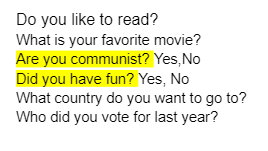 Do you like to read?
What is your favorite movie?
Are you communist? Yes,No
Did you have fun? Yes, No
What country do you want to go to?
Who did you vote for last year?